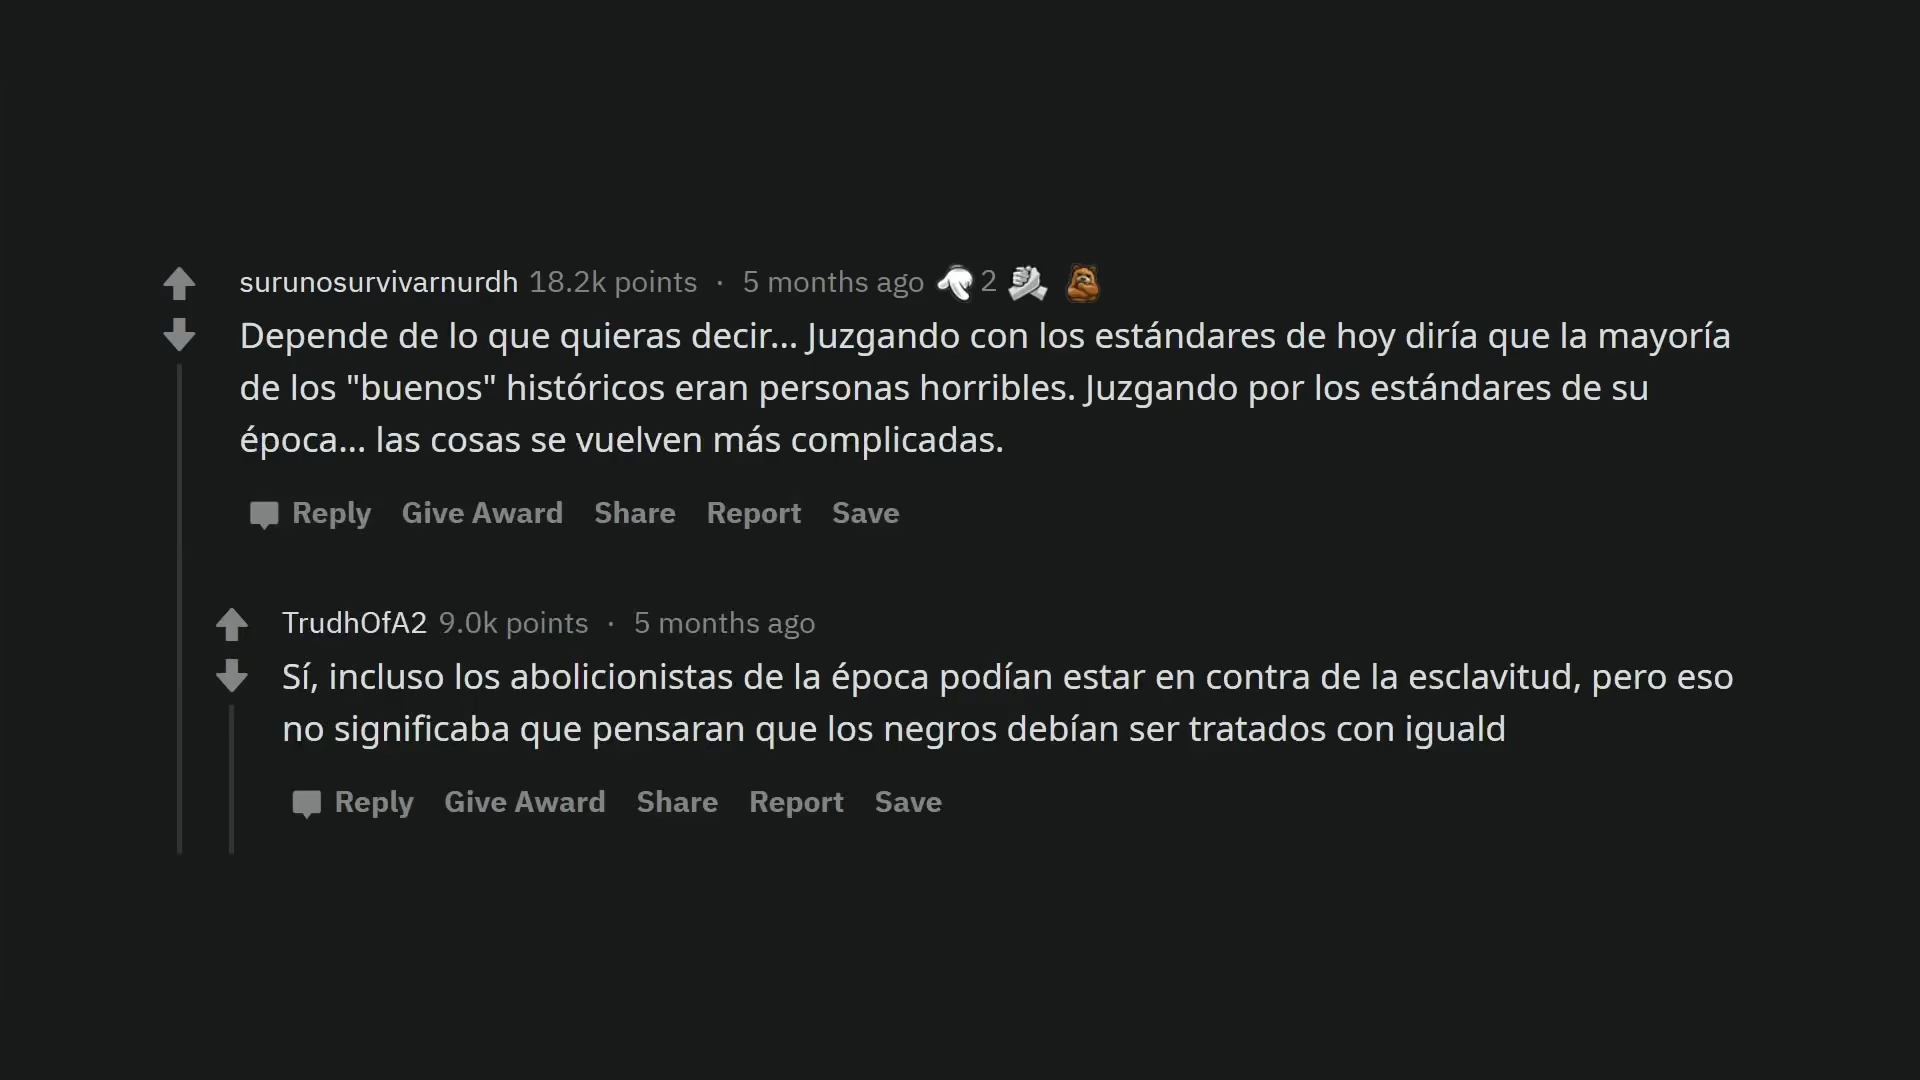 surunosurvivarnurdh 18.2k points · 5 months ago 2
Depende de lo que quieras decir... Juzgando con los estándares de hoy diría que la mayoría
de los "buenos" históricos eran personas horribles. Juzgando por los estándares de su
época... las cosas se vuelven más complicadas.
Reply Give Award Share Report Save
TrudhOfA2 9.0k points · 5 months ago
Sí, incluso los abolicionistas de la época podían estar en contra de la esclavitud, pero eso
no significaba que pensaran que los negros debían ser tratados con iguald
Reply Give Award Share Report Save